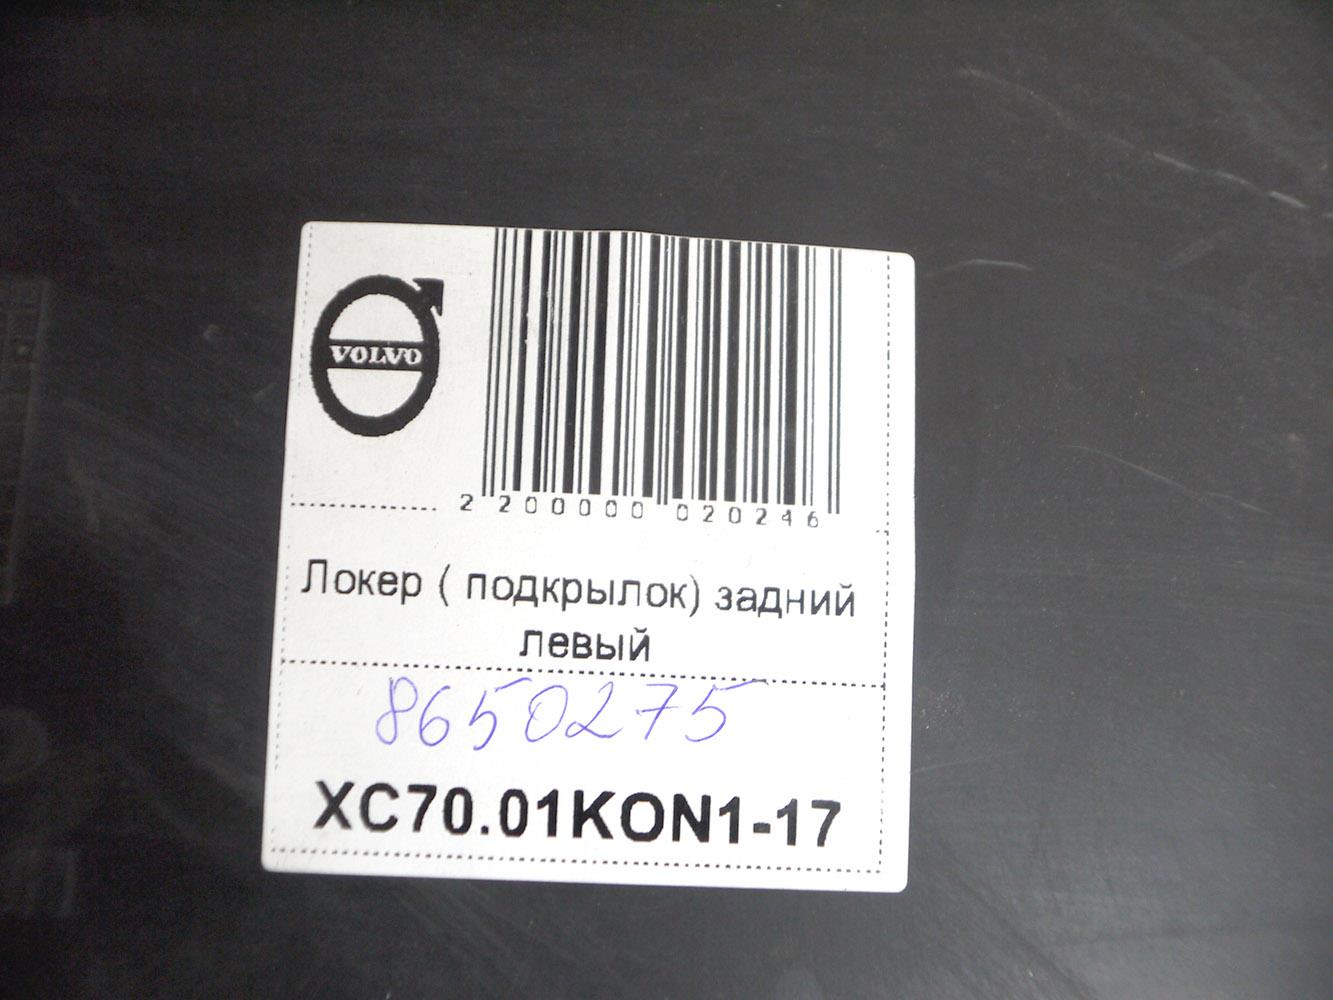 VOLVO
2 200000 020246
Локер ( подкрылок) задний
левый
8650275
XC70.01KON1-17